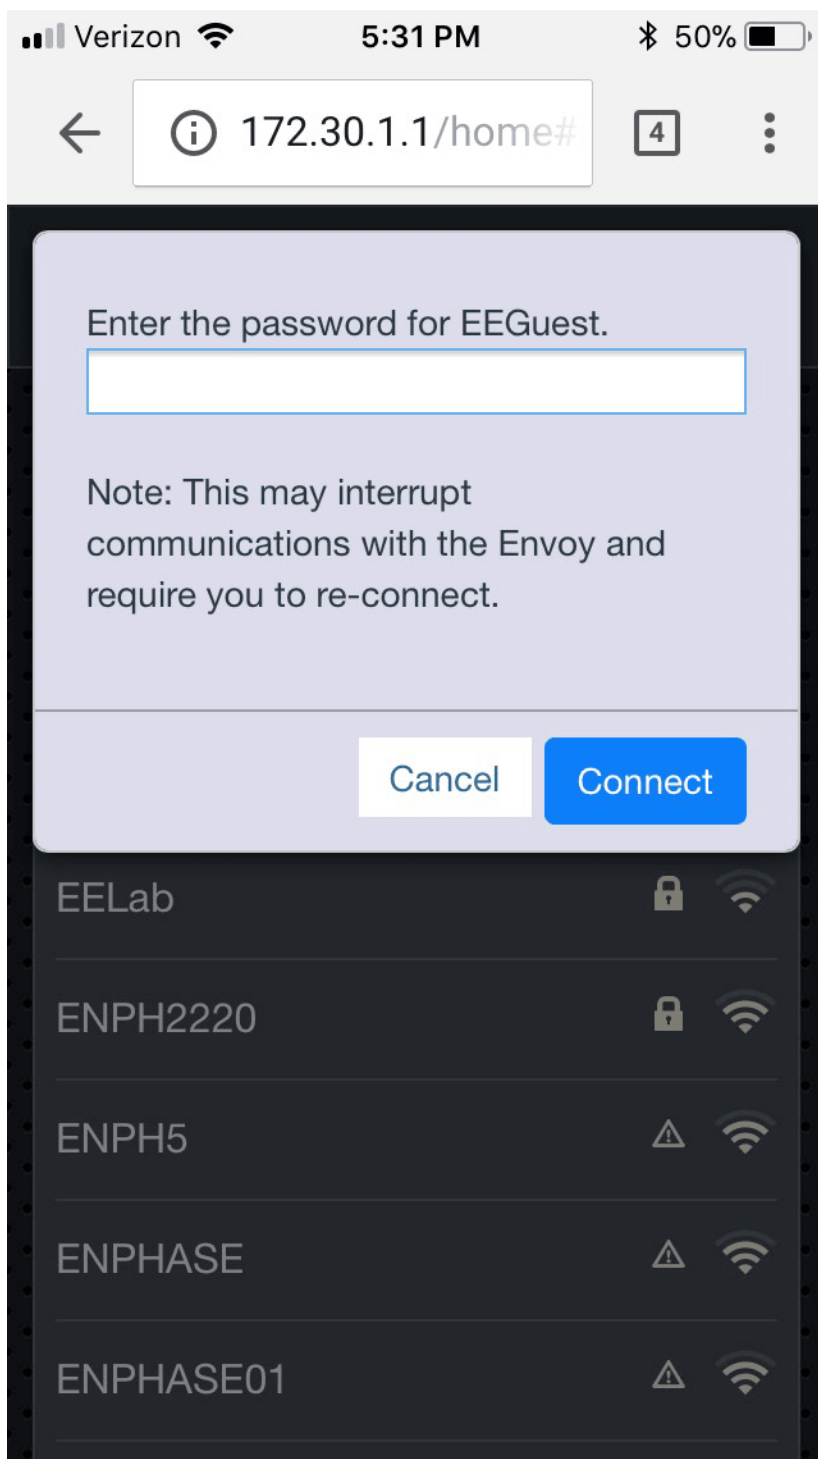 Verizon 5:31 PM 50%
172.30.1.1/home# 4
Enter the password for EEGuest.
Note: This may interrupt
communications with the Envoy and
require you to re-connect.
Cancel Connect
EELab
ENPH2220
ENPH5
ENPHASE
ENPHASE01